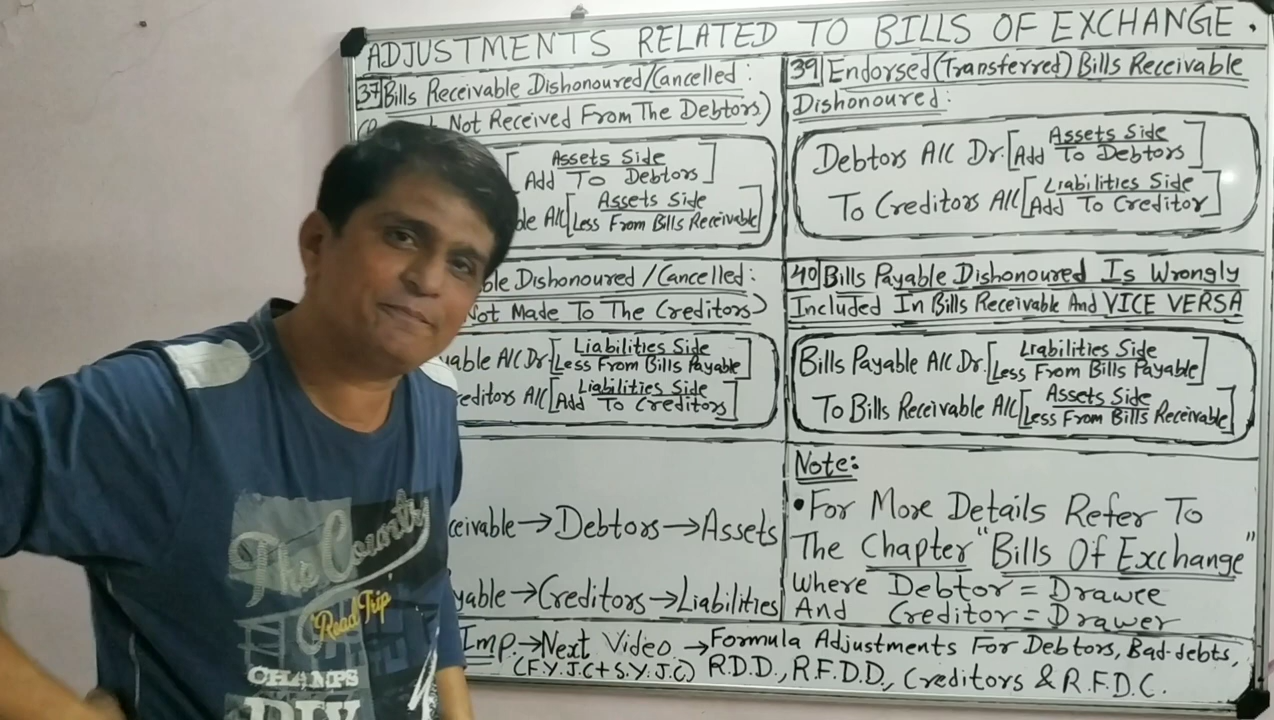 ADJUSTMENTS RELATED TO BILLS OF EXCHANGE.
37 Bills Receivable Dishonoured/Cancelled:
Not Received From The Debtors)
[Assets Side
Add To Debtors]
A/C [Assets Side
Less From Bills Receivable]
Dishonoured/Cancelled:
Not Made To The Creditors)
A/C Dr. [Liabilities Side
Less From Bills Payable]
A/C [Liabilities Side
Add To Creditors]
→ Debtors → Assets
→ Creditors → Liabilities
39 Endorsed (Transferred) Bills Receivable
Dishonoured:
Debtors A/C Dr. [Assets Side
Add To Debtors]
To Creditors A/C [Liabilities Side
Add To Creditor]
40 Bills Payable Dishonoured Is Wrongly
Included In Bills Receivable And VICE VERSA
Bills Payable A/C Dr. [Liabilities Side
Less From Bills Payable]
To Bills Receivable A/C [Assets Side
Less From Bills Receivable]
Note:
• For More Details Refer To
The Chapter "Bills Of Exchange"
Where Debtor = Drawee
And Creditor = Drawer
Imp. → Next Video → Formula Adjustments For Debtors, Bad-debts,
(F.Y.J.C + S.Y.J.C) R.D.D., R.F.D.D, Creditors & R.F.D.C.
The Country
Road Trip
CHAMPS